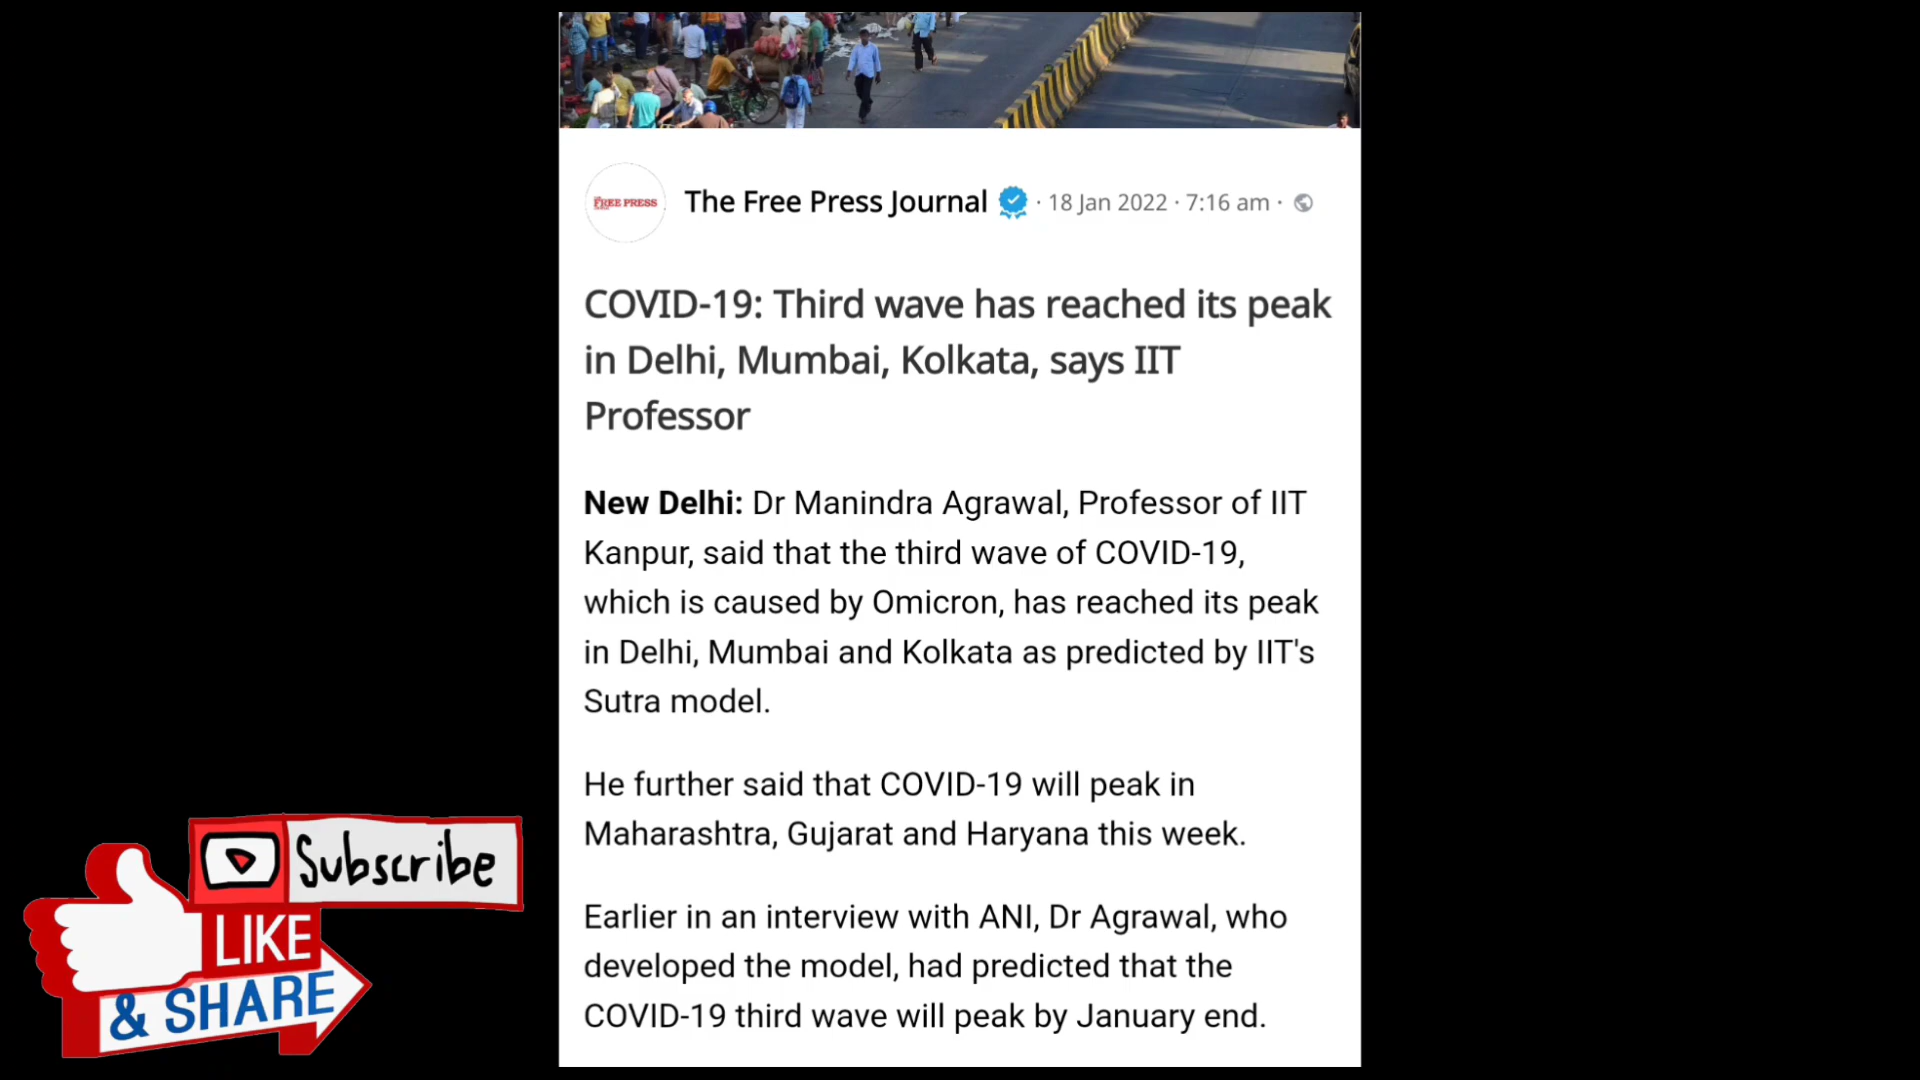 FREE PRESS
The Free Press Journal · 18 Jan 2022 · 7:16 am ·
COVID-19: Third wave has reached its peak
in Delhi, Mumbai, Kolkata, says IIT
Professor
New Delhi: Dr Manindra Agrawal, Professor of IIT
Kanpur, said that the third wave of COVID-19,
which is caused by Omicron, has reached its peak
in Delhi, Mumbai and Kolkata as predicted by IIT's
Sutra model.
He further said that COVID-19 will peak in
Maharashtra, Gujarat and Haryana this week.
Earlier in an interview with ANI, Dr Agrawal, who
developed the model, had predicted that the
COVID-19 third wave will peak by January end.
Subscribe
LIKE
& SHARE